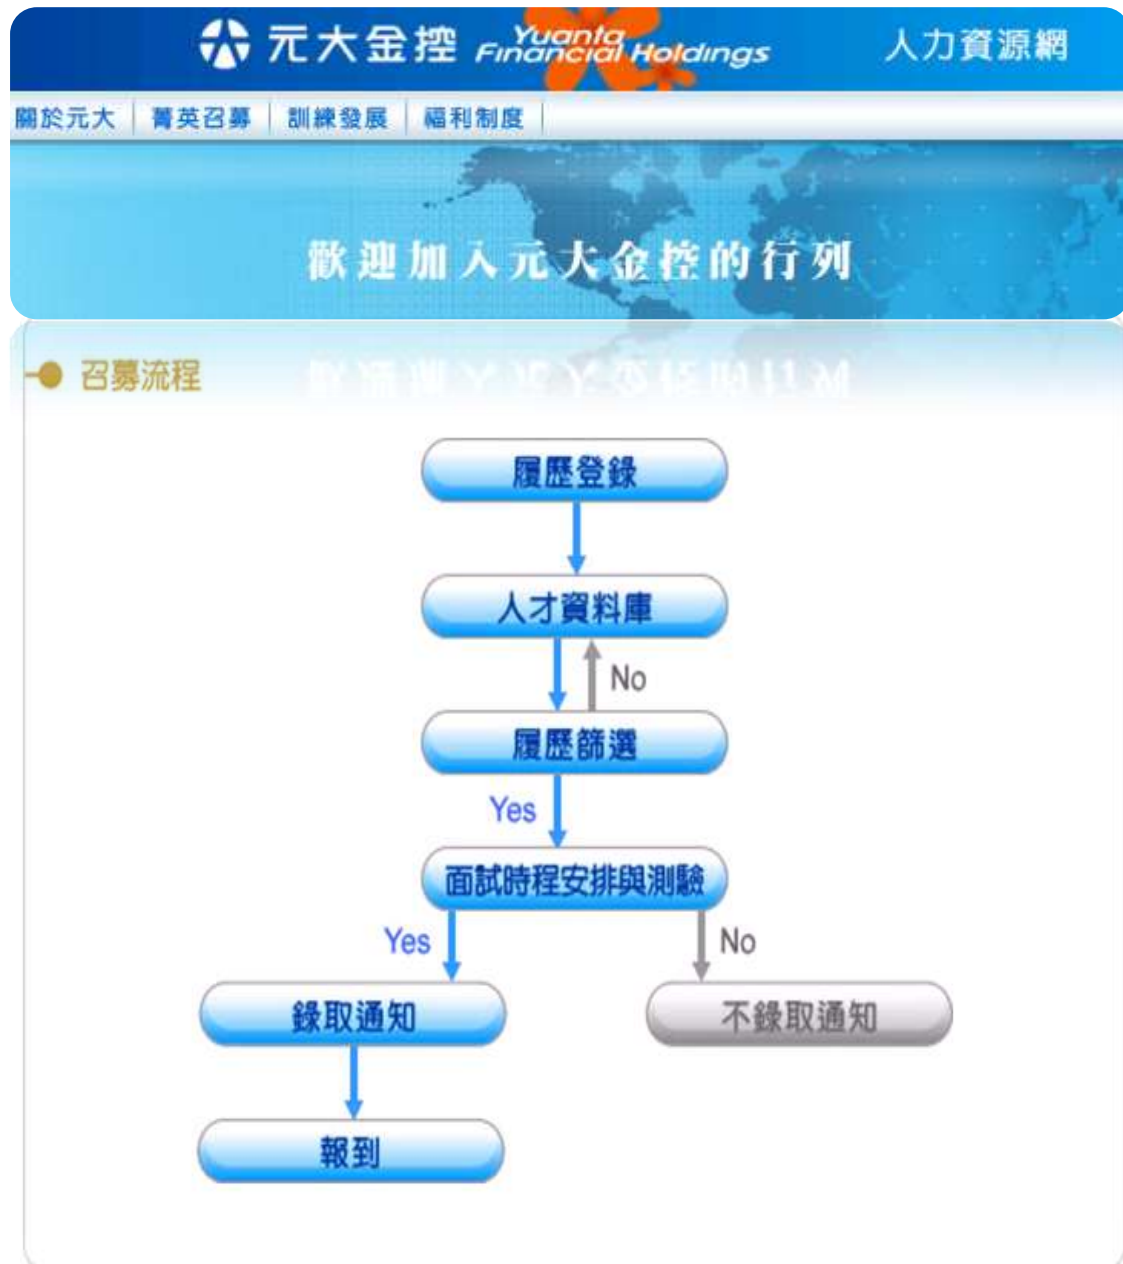 元大金控 Yuanta Financial Holdings 人力資源網
關於元大 菁英召募 訓練發展 福利制度
歡迎加入元大金控的行列
召募流程
履歷登錄
人才資料庫
No
履歷篩選
Yes
面試時程安排與測驗
Yes No
錄取通知 不錄取通知
報到